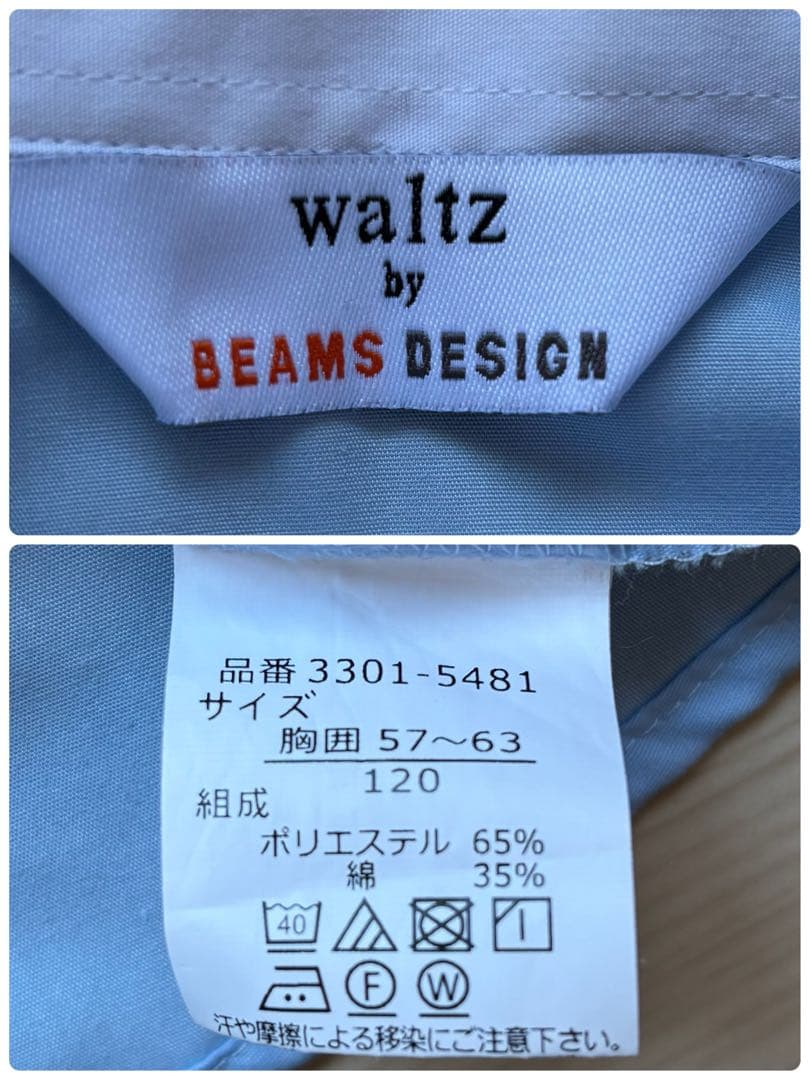 waltz
by
BEAMS DESIGN
品番 3301-5481
サイズ
胸囲 57～63
120
組成
ポリエステル 65%
綿 35%
40
F W
汗や摩擦による移染にご注意下さい。